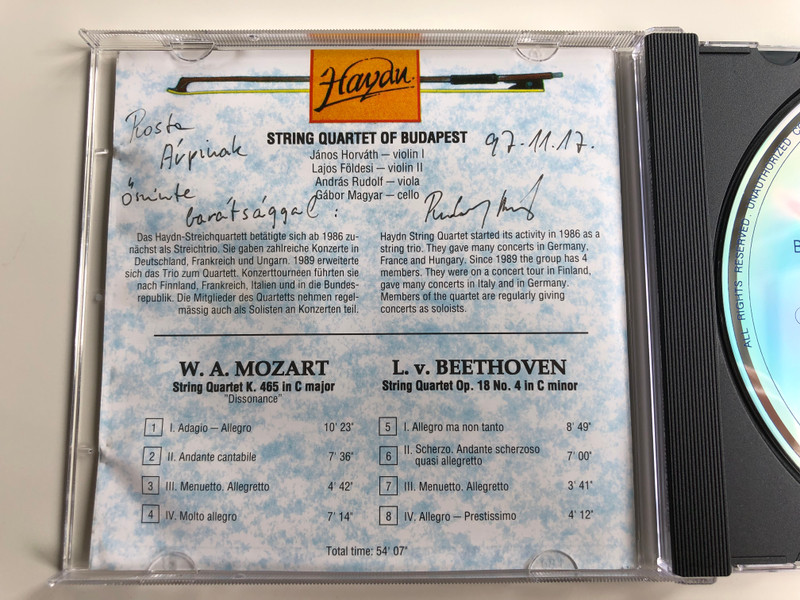 Haydn
Rosta
Árpinak
Őszinte
barátsággal:
97.11.17.
STRING QUARTET OF BUDAPEST
János Horváth – violin I
Lajos Földesi – violin II
András Rudolf – viola
Gábor Magyar – cello
Das Haydn-Streichquartett betätigte sich ab 1986 zu-
nächst als Streichtrio. Sie gaben zahlreiche Konzerte in
Deutschland, Frankreich und Ungarn. 1989 erweiterte
sich das Trio zum Quartett. Konzerttourneen führten sie
nach Finnland, Frankreich, Italien und in die Bundes-
republik. Die Mitglieder des Quartetts nehmen regel-
mässig auch als Solisten an Konzerten teil.
Haydn String Quartet started its activity in 1986 as a
string trio. They gave many concerts in Germany,
France and Hungary. Since 1989 the group has 4
members. They were on a concert tour in Finland,
gave many concerts in Italy and in Germany.
Members of the quartet are regularly giving
concerts as soloists.
W. A. MOZART
String Quartet K. 465 in C major
"Dissonance"
1 I. Adagio – Allegro 10' 23"
2 II. Andante cantabile 7' 36"
3 III. Menuetto. Allegretto 4' 42"
4 IV. Molto allegro 7' 14"
L. v. BEETHOVEN
String Quartet Op. 18 No. 4 in C minor
5 I. Allegro ma non tanto 8' 49"
6 II. Scherzo. Andante scherzoso
quasi allegretto 7' 00"
7 III. Menuetto. Allegretto 3' 41"
8 IV. Allegro – Prestissimo 4' 12"
Total time: 54' 07"
ALL RIGHTS RESERVED. UNAUTHORIZED